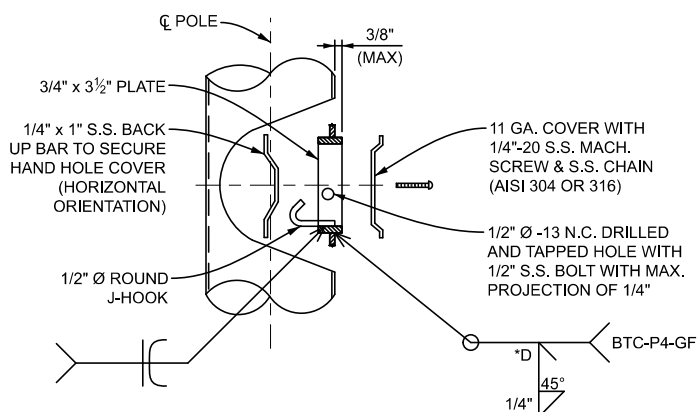 ℄ POLE
3/8"
(MAX)
3/4" x 3½" PLATE
1/4" x 1" S.S. BACK
UP BAR TO SECURE
HAND HOLE COVER
(HORIZONTAL
ORIENTATION)
11 GA. COVER WITH
1/4"-20 S.S. MACH.
SCREW & S.S. CHAIN
(AISI 304 OR 316)
1/2" Ø -13 N.C. DRILLED
AND TAPPED HOLE WITH
1/2" S.S. BOLT WITH MAX.
PROJECTION OF 1/4"
1/2" Ø ROUND
J-HOOK
*D
BTC-P4-GF
45°
1/4"